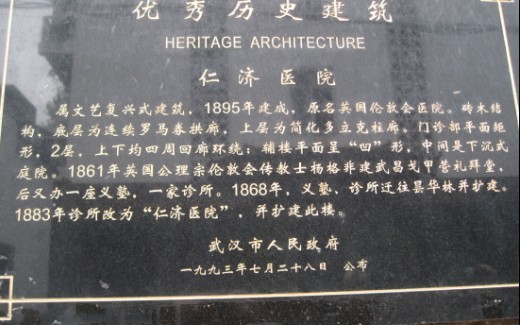 优秀历史建筑
HERITAGE ARCHITECTURE
仁济医院
属文艺复兴式建筑，1895年建成，原名英国伦敦会医院。砖木结
构，底层为连续罗马券拱廊，上层为简化多立克柱廊。门诊部平面矩
形，2层，上下均四周回廊环绕；辅楼平面呈“四”形，中间是下沉式
庭院。1861年英国公理宗伦敦会传教士杨格非建武昌戈甲营礼拜堂，
后又办一座义塾，一家诊所。1868年，义塾、诊所迁往昙华林并扩建。
1883年诊所改为“仁济医院”，并扩建此楼。
武汉市人民政府
一九九三年七月二十八日 公布